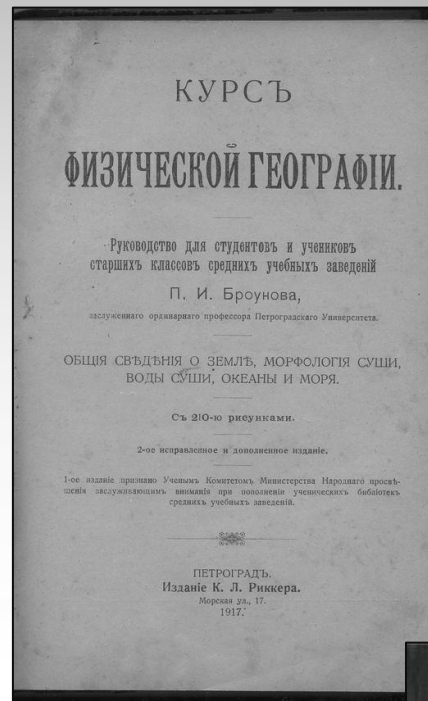 КУРСЪ
ФИЗИЧЕСКОЙ ГЕОГРАФІИ.
Руководство для студентовъ и учениковъ
старшихъ классовъ среднихъ учебныхъ заведеній
П. И. Броунова,
заслуженнаго ординарнаго профессора Петроградскаго Университета.
ОБЩІЯ СВѢДѢНІЯ О ЗЕМЛѢ, МОРФОЛОГІЯ СУШИ,
ВОДЫ СУШИ, ОКЕАНЫ И МОРЯ.
Съ 210-ю рисунками.
2-ое исправленное и дополненное изданіе.
1-ое изданіе признано Ученымъ Комитетомъ Министерства Народнаго просвѣ-
щенія заслуживающимъ вниманія при пополненіи ученическихъ библіотекъ
среднихъ учебныхъ заведеній.
ПЕТРОГРАДЪ.
Изданіе К. Л. Риккера.
Морская ул., 17.
1917.